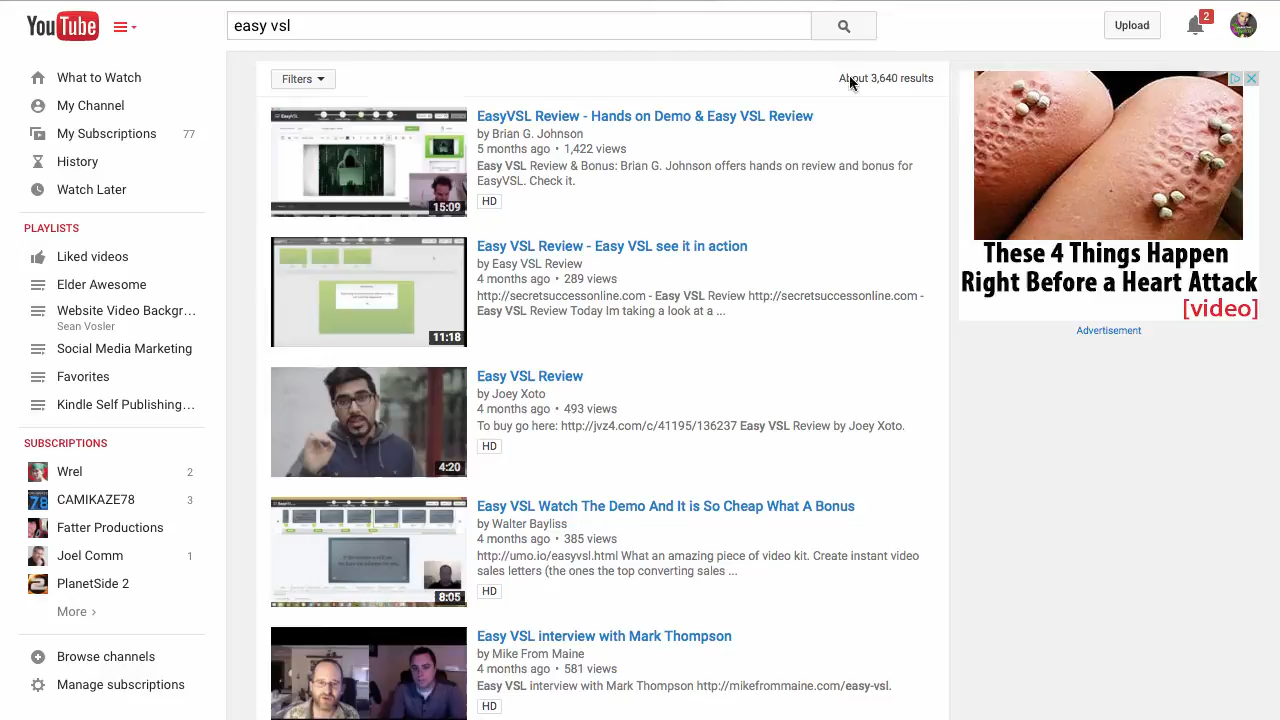 YouTube
easy vsl
Upload
2
What to Watch
My Channel
My Subscriptions 77
History
Watch Later
PLAYLISTS
Liked videos
Elder Awesome
Website Video Backgr...
Sean Vosler
Social Media Marketing
Favorites
Kindle Self Publishing...
SUBSCRIPTIONS
Wrel 2
CAMIKAZE78 3
Fatter Productions
Joel Comm 1
PlanetSide 2
More ›
Browse channels
Manage subscriptions
Filters
About 3,640 results
15:09
EasyVSL Review - Hands on Demo & Easy VSL Review
by Brian G. Johnson
5 months ago • 1,422 views
Easy VSL Review & Bonus: Brian G. Johnson offers hands on review and bonus for
EasyVSL. Check it.
HD
11:18
Easy VSL Review - Easy VSL see it in action
by Easy VSL Review
4 months ago • 289 views
http://secretsuccessonline.com - Easy VSL Review http://secretsuccessonline.com -
Easy VSL Review Today Im taking a look at a ...
4:20
Easy VSL Review
by Joey Xoto
4 months ago • 493 views
To buy go here: http://jvz4.com/c/41195/136237 Easy VSL Review by Joey Xoto.
HD
8:05
Easy VSL Watch The Demo And It is So Cheap What A Bonus
by Walter Bayliss
4 months ago • 385 views
http://umo.io/easyvsl.html What an amazing piece of video kit. Create instant video
sales letters (the ones the top converting sales ...
HD
Easy VSL interview with Mark Thompson
by Mike From Maine
4 months ago • 581 views
Easy VSL interview with Mark Thompson http://mikefrommaine.com/easy-vsl.
HD
These 4 Things Happen
Right Before a Heart Attack
[video]
Advertisement